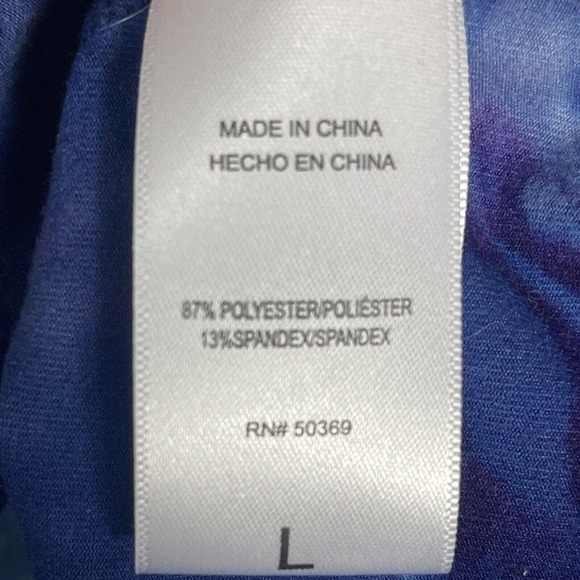 MADE IN CHINA
HECHO EN CHINA
87% POLYESTER/POLIÉSTER
13%SPANDEX/SPANDEX
RN# 50369
L